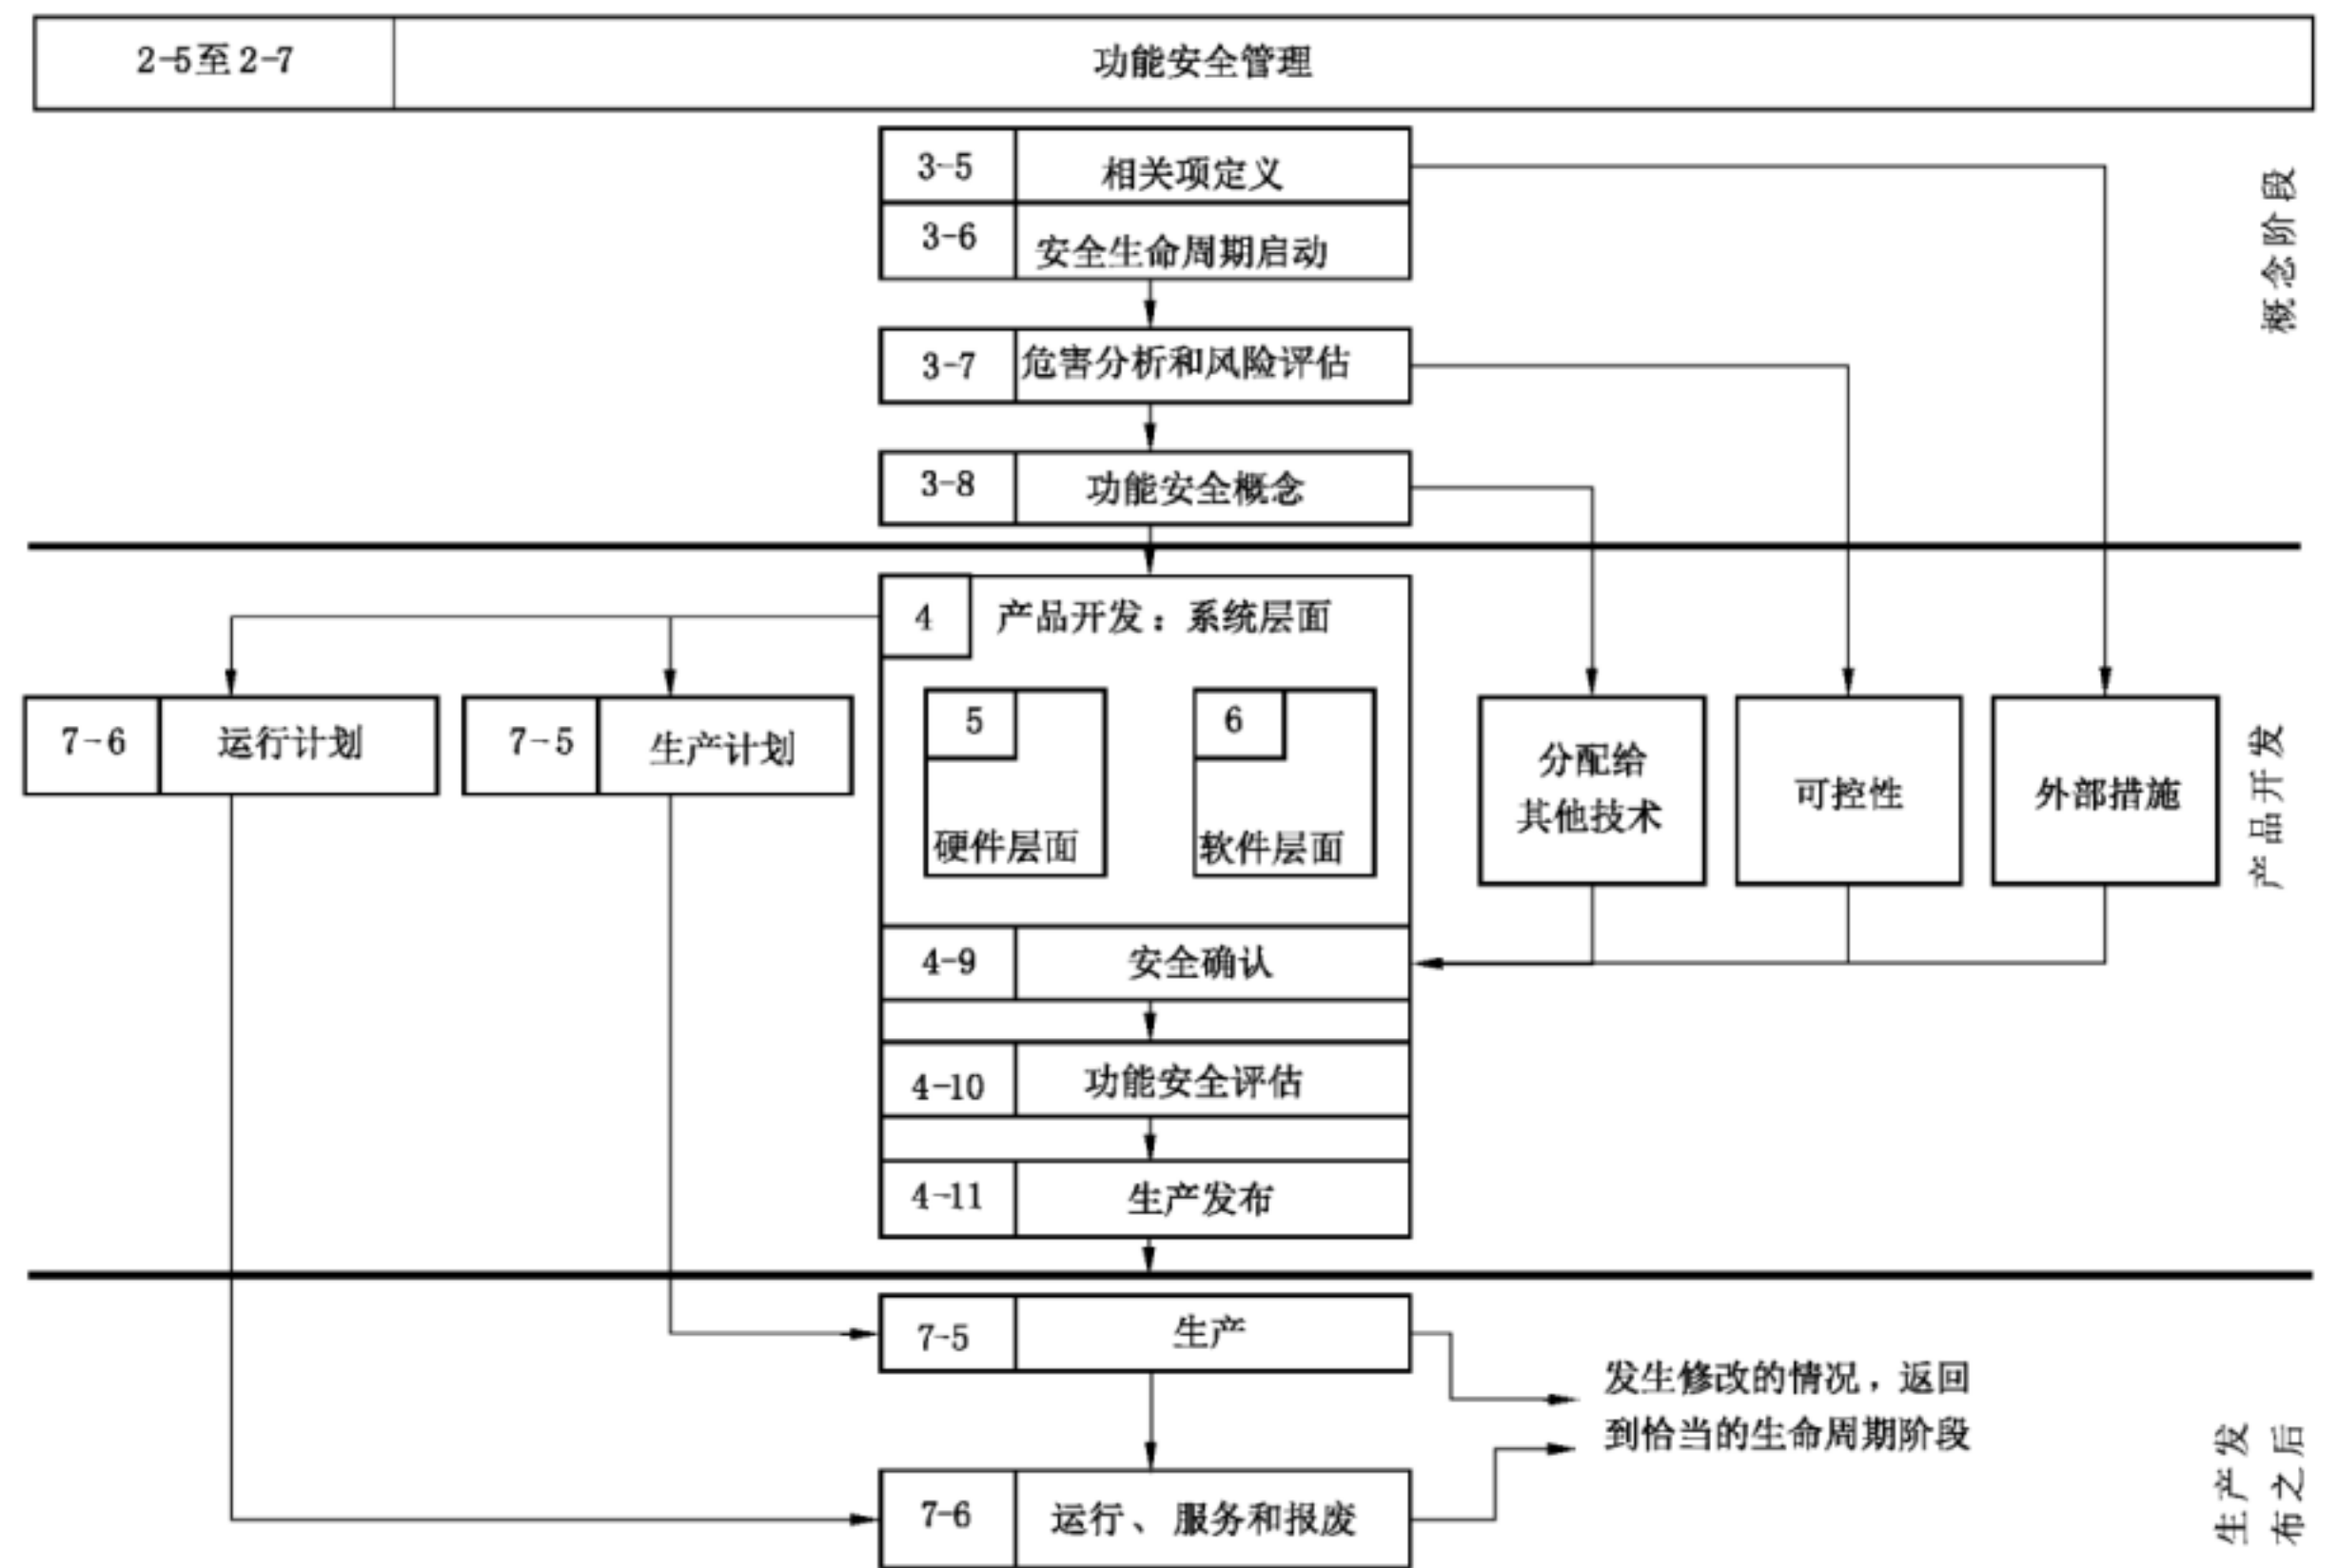 2-5至2-7
功能安全管理
3-5
相关项定义
3-6
安全生命周期启动
3-7
危害分析和风险评估
3-8
功能安全概念
概念阶段
4
产品开发：系统层面
7-6
运行计划
7-5
生产计划
5
硬件层面
6
软件层面
分配给
其他技术
可控性
外部措施
产品开发
4-9
安全确认
4-10
功能安全评估
4-11
生产发布
7-5
生产
发生修改的情况，返回
到恰当的生命周期阶段
7-6
运行、服务和报废
生产发
布之后